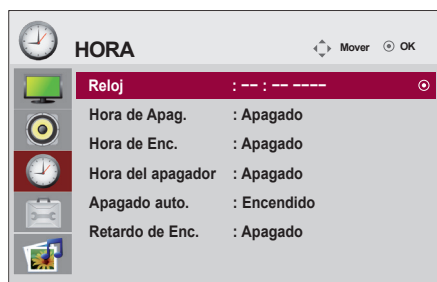 HORA
Mover OK
Reloj : −− : −− −−−−
Hora de Apag. : Apagado
Hora de Enc. : Apagado
Hora del apagador : Apagado
Apagado auto. : Encendido
Retardo de Enc. : Apagado